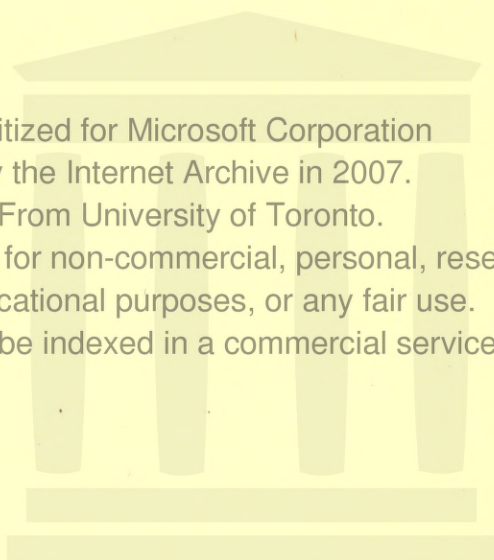 itized for Microsoft Corporation
the Internet Archive in 2007.
From University of Toronto.
for non-commercial, personal, rese
cational purposes, or any fair use.
be indexed in a commercial service